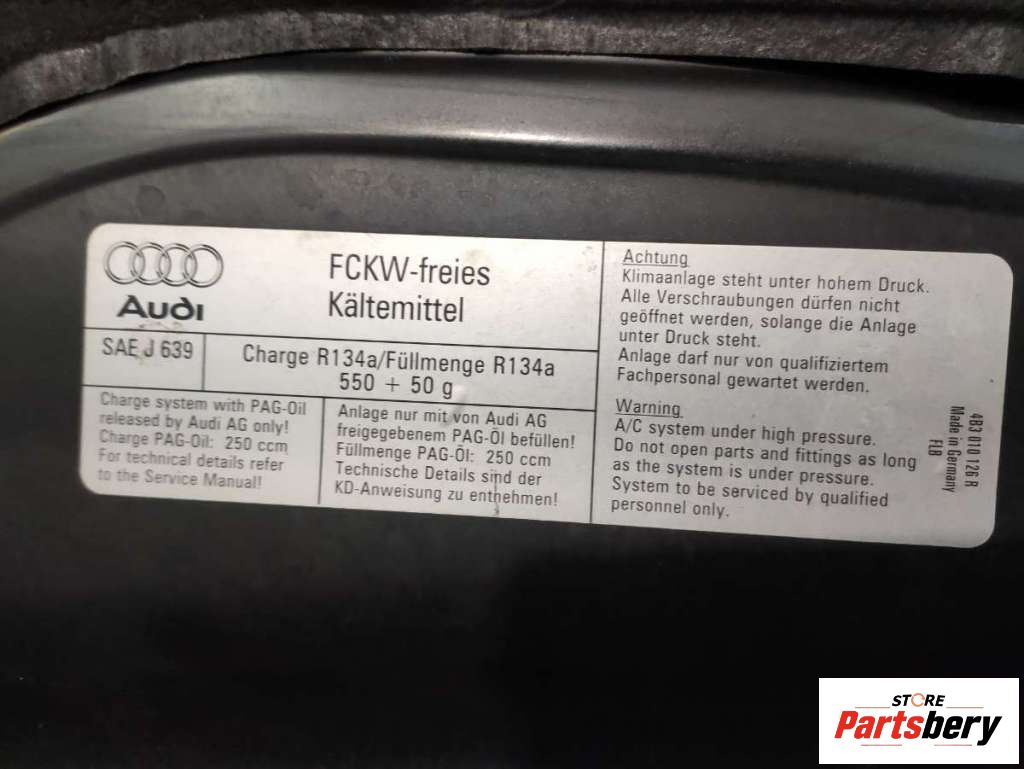 Audi
FCKW-freies
Kältemittel
SAE J 639
Charge R134a/Füllmenge R134a
550 + 50 g
Charge system with PAG-Oil
released by Audi AG only!
Charge PAG-Oil: 250 ccm
For technical details refer
to the Service Manual!
Anlage nur mit von Audi AG
freigegebenem PAG-Öl befüllen!
Füllmenge PAG-Öl: 250 ccm
Technische Details sind der
KD-Anweisung zu entnehmen!
Achtung
Klimaanlage steht unter hohem Druck.
Alle Verschraubungen dürfen nicht
geöffnet werden, solange die Anlage
unter Druck steht.
Anlage darf nur von qualifiziertem
Fachpersonal gewartet werden.
Warning
A/C system under high pressure.
Do not open parts and fittings as long
as the system is under pressure.
System to be serviced by qualified
personnel only.
4B3 010 126 R
Made in Germany
FLB
STORE
Partsbery